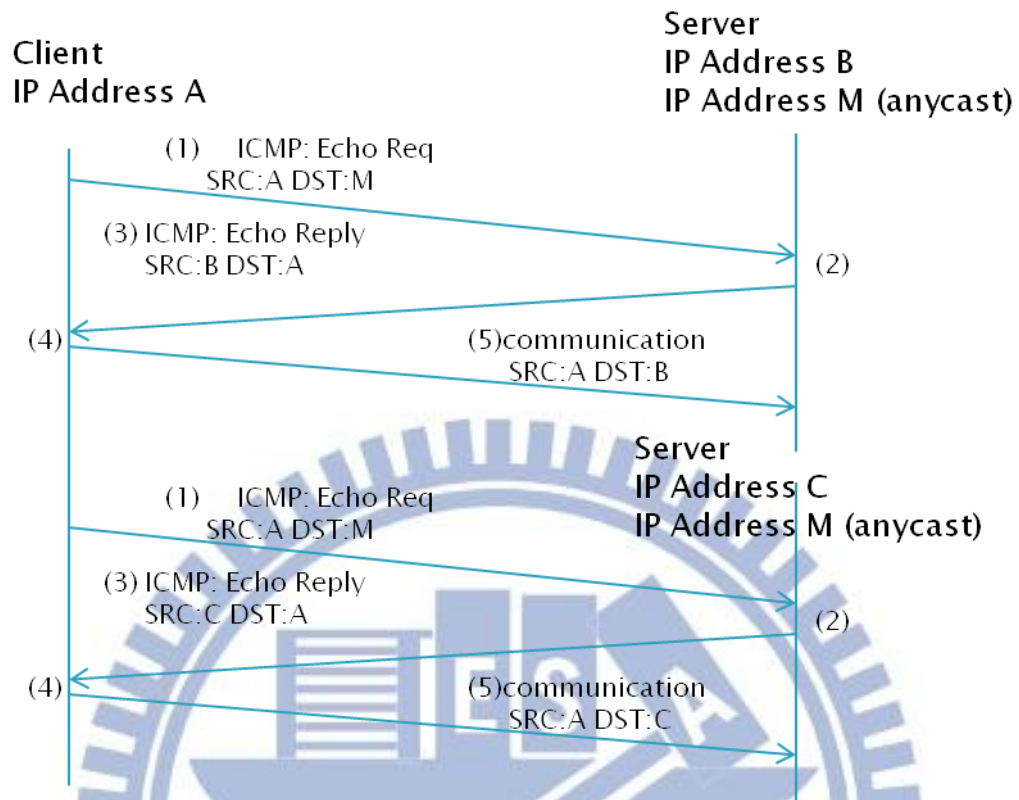 Client
IP Address A
Server
IP Address B
IP Address M (anycast)
(1) ICMP: Echo Req
SRC:A DST:M
(3) ICMP: Echo Reply
SRC:B DST:A
(2)
(4)
(5)communication
SRC:A DST:B
Server
IP Address C
IP Address M (anycast)
(1) ICMP: Echo Req
SRC:A DST:M
(3) ICMP: Echo Reply
SRC:C DST:A
(2)
(4)
(5)communication
SRC:A DST:C
E S A